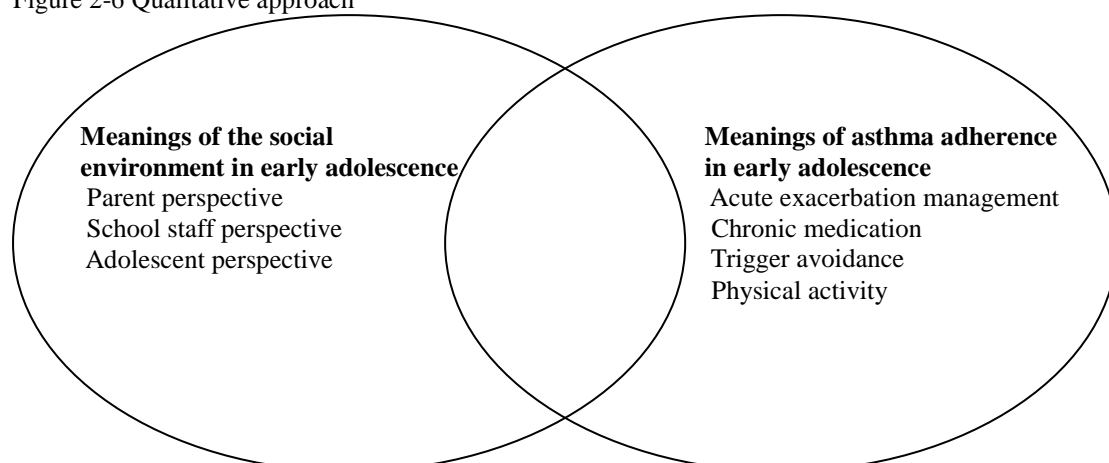 Figure 2-6 Qualitative approach
Meanings of the social
environment in early adolescence
Parent perspective
School staff perspective
Adolescent perspective
Meanings of asthma adherence
in early adolescence
Acute exacerbation management
Chronic medication
Trigger avoidance
Physical activity